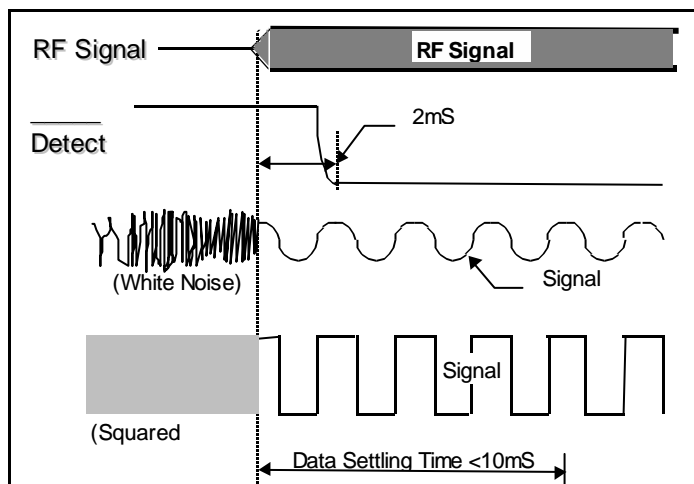 RF Signal
RF Signal
Detect
2mS
(White Noise)
Signal
Signal
(Squared
Data Settling Time <10mS